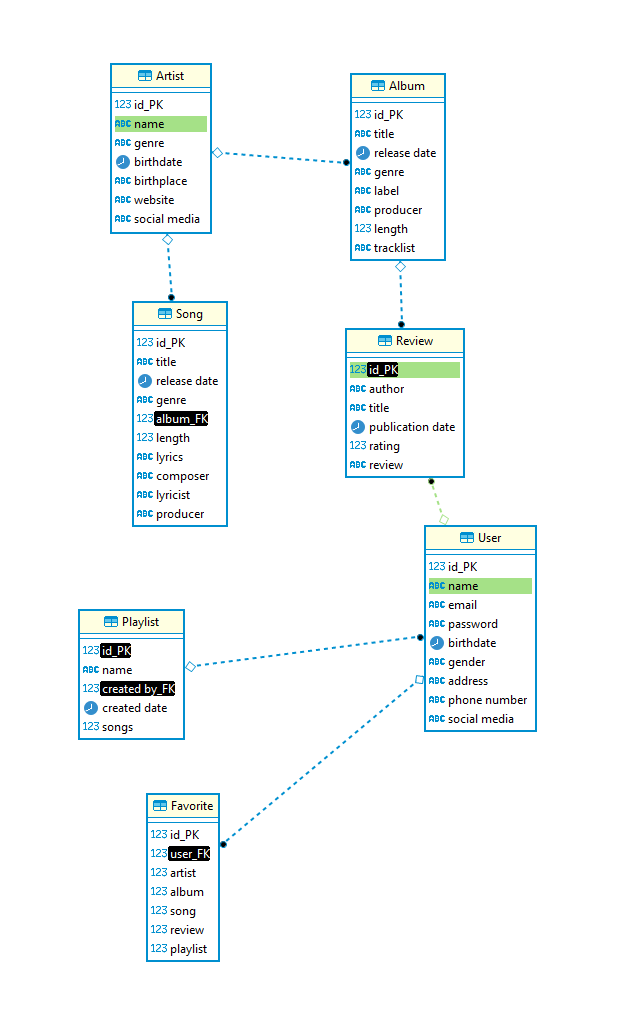 Artist
123 id_PK
ABC name
ABC genre
birthdate
ABC birthplace
ABC website
ABC social media
Album
123 id_PK
ABC title
release date
ABC genre
ABC label
ABC producer
123 length
ABC tracklist
Song
123 id_PK
ABC title
release date
ABC genre
123 album_FK
123 length
ABC lyrics
ABC composer
ABC lyricist
ABC producer
Review
123 id_PK
ABC author
ABC title
publication date
123 rating
ABC review
User
123 id_PK
ABC name
ABC email
ABC password
birthdate
ABC gender
ABC address
ABC phone number
ABC social media
Playlist
123 id_PK
ABC name
123 created by_FK
created date
123 songs
Favorite
123 id_PK
123 user_FK
123 artist
123 album
123 song
123 review
123 playlist